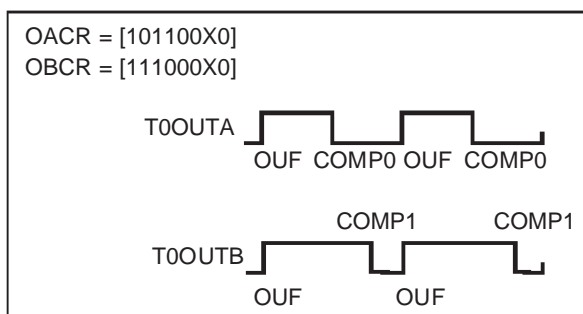 OACR = [101100X0]
OBCR = [111000X0]
T0OUTA
OUF COMP0 OUF COMP0
COMP1 COMP1
T0OUTB
OUF OUF